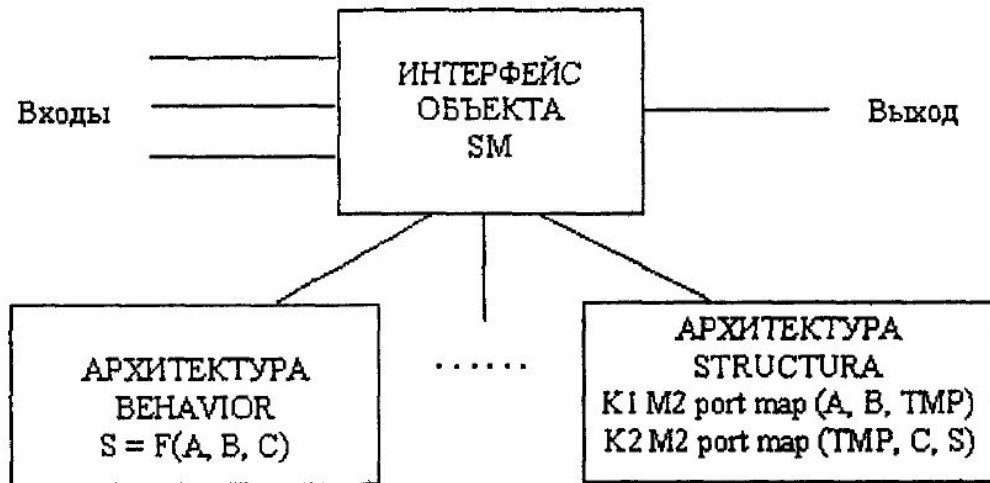 ИНТЕРФЕЙС
ОБЪЕКТА
SM
Входы
Выход
АРХИТЕКТУРА
BEHAVIOR
S = F(A, B, C)
......
АРХИТЕКТУРА
STRUCTURA
K1 M2 port map (A, B, TMP)
K2 M2 port map (TMP, C, S)